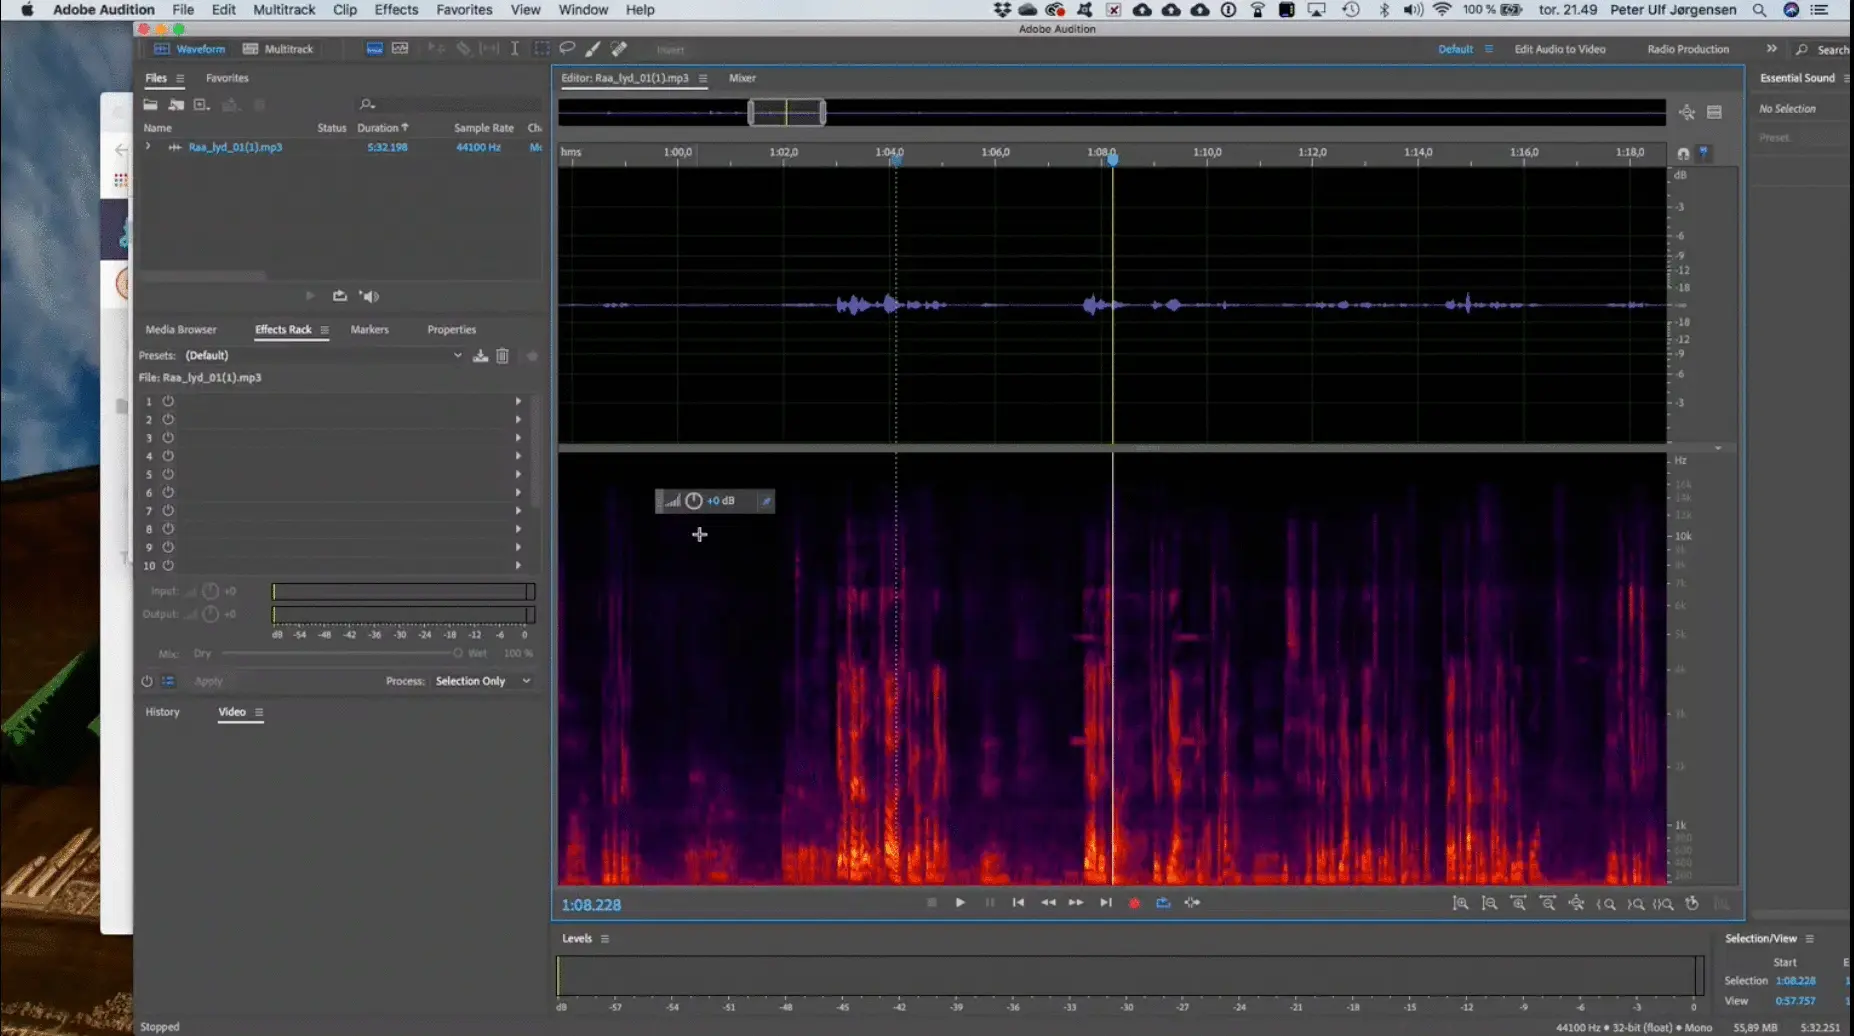 Adobe Audition File Edit Multitrack Clip Effects Favorites View Window Help 100 % tor. 21.49 Peter Ulf Jørgensen
Adobe Audition
Waveform Multitrack Default Edit Audio to Video Radio Production Search
Files Favorites
Name Status Duration Sample Rate Ch
Raa_lyd_01(1).mp3 5:32.198 44100 Hz Mo
Media Browser Effects Rack Markers Properties
Presets: (Default)
File: Raa_lyd_01(1).mp3
1
2
3
4
5
6
7
8
9
10
Input: +0
Output: +0
dB -54 -48 -42 -36 -30 -24 -18 -12 -6 0
Mix: Dry Wet 100 %
Apply Process: Selection Only
History Video
Editor: Raa_lyd_01(1).mp3 Mixer
hms 1:00,0 1:02,0 1:04,0 1:06,0 1:08,0 1:10,0 1:12,0 1:14,0 1:16,0 1:18,0
dB
-3
-6
-9
-12
-18
-18
-12
-9
-6
-3
+0 dB
Hz
10k
7k
6k
5k
1k
1:08.228
Levels
dB -57 -54 -51 -48 -45 -42 -39 -36 -33 -30 -27 -24 -21 -18 -15 -12 -9 -6 -3 0
Essential Sound
No Selection
Preset:
Selection/View
Start E
Selection 1:08.228
View 0:57.757
Stopped
44100 Hz • 32-bit (float) • Mono 55,89 MB 5:32.251